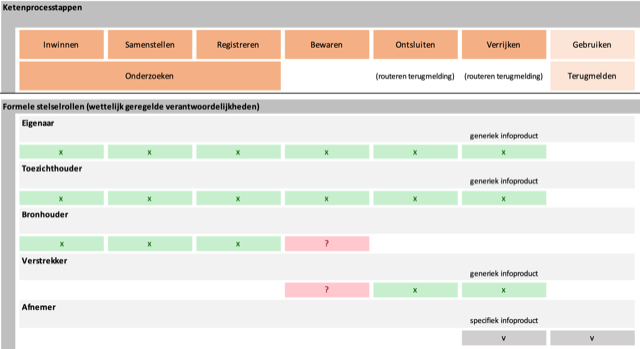 Ketenprocesstappen
Inwinnen Samenstellen Registreren Bewaren Ontsluiten Verrijken Gebruiken
Onderzoeken (routeren terugmelding) (routeren terugmelding) Terugmelden
Formele stelselrollen (wettelijk geregelde verantwoordelijkheden)
Eigenaar
generiek infoproduct
x x x x x x
Toezichthouder
generiek infoproduct
x x x x x x
Bronhouder
x x x ?
Verstrekker
generiek infoproduct
? x x
Afnemer
specifiek infoproduct
v v